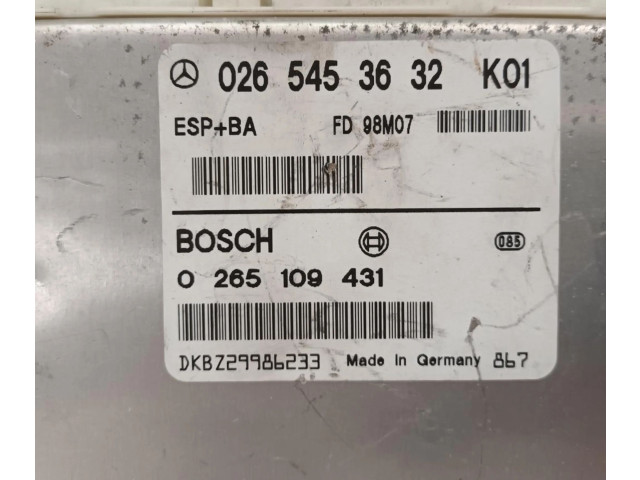 026 545 36 32 K01
ESP+BA FD 98M07
BOSCH 085
0 265 109 431
DKBZ29986233 Made in Germany 867